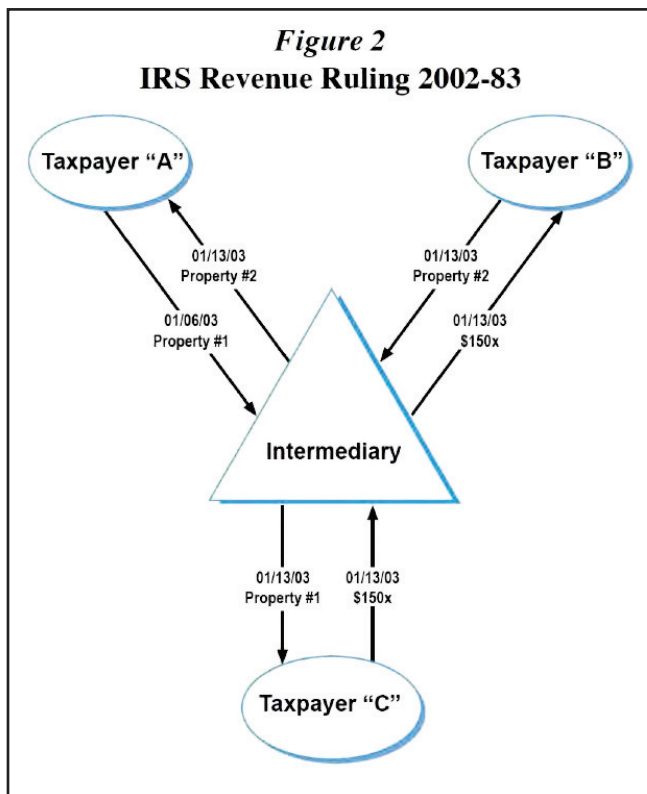 Figure 2
IRS Revenue Ruling 2002-83
Taxpayer “A”
Taxpayer “B”
01/13/03
Property #2
01/06/03
Property #1
01/13/03
Property #2
01/13/03
$150x
Intermediary
01/13/03
Property #1
01/13/03
$150x
Taxpayer “C”